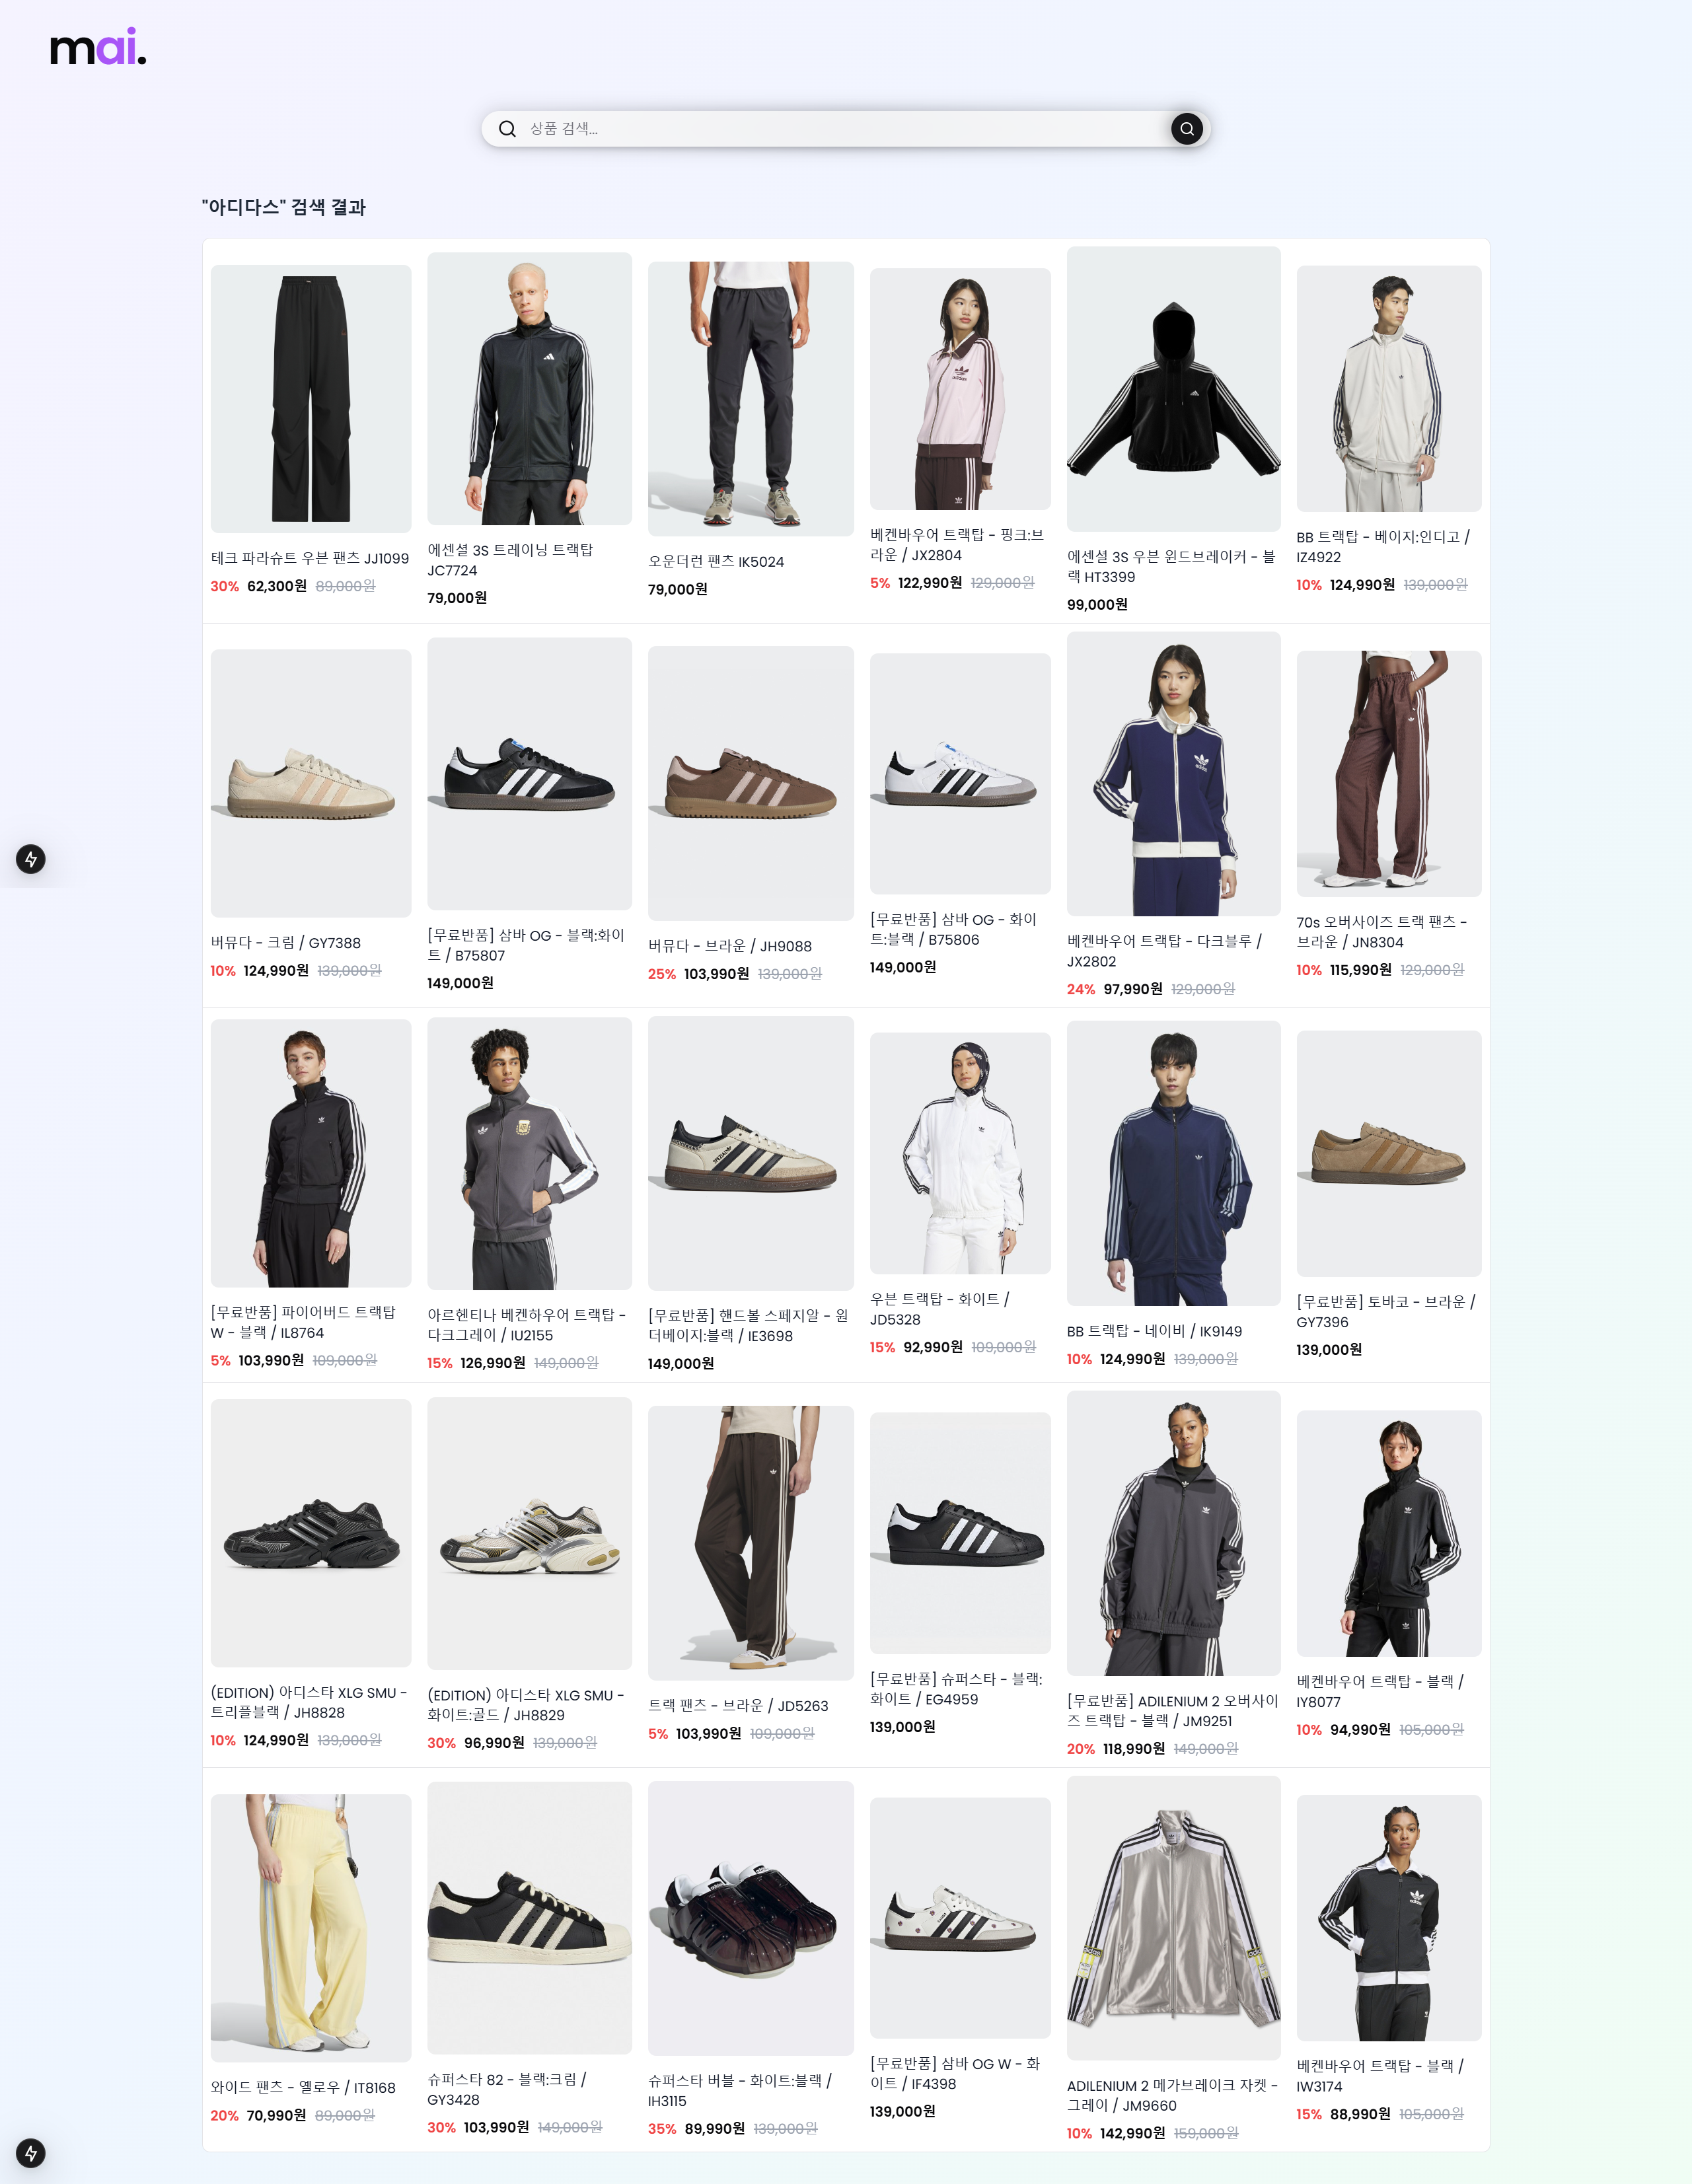 mai.
상품 검색...
"아디다스" 검색 결과
테크 파라슈트 우븐 팬츠 JJ1099
30% 62,300원 89,000원
에센셜 3S 트레이닝 트랙탑
JC7724
79,000원
오운더런 팬츠 IK5024
79,000원
베켄바우어 트랙탑 - 핑크:브
라운 / JX2804
5% 122,990원 129,000원
에센셜 3S 우븐 윈드브레이커 - 블
랙 HT3399
99,000원
BB 트랙탑 - 베이지:인디고 /
IZ4922
10% 124,990원 139,000원
버뮤다 - 크림 / GY7388
10% 124,990원 139,000원
[무료반품] 삼바 OG - 블랙:화이
트 / B75807
149,000원
버뮤다 - 브라운 / JH9088
25% 103,990원 139,000원
[무료반품] 삼바 OG - 화이
트:블랙 / B75806
149,000원
베켄바우어 트랙탑 - 다크블루 /
JX2802
24% 97,990원 129,000원
70s 오버사이즈 트랙 팬츠 -
브라운 / JN8304
10% 115,990원 129,000원
[무료반품] 파이어버드 트랙탑
W - 블랙 / IL8764
5% 103,990원 109,000원
아르헨티나 베켄하우어 트랙탑 -
다크그레이 / IU2155
15% 126,990원 149,000원
[무료반품] 핸드볼 스페지알 - 원
더베이지:블랙 / IE3698
149,000원
우븐 트랙탑 - 화이트 /
JD5328
15% 92,990원 109,000원
BB 트랙탑 - 네이비 / IK9149
10% 124,990원 139,000원
[무료반품] 토바코 - 브라운 /
GY7396
139,000원
(EDITION) 아디스타 XLG SMU -
트리플블랙 / JH8828
10% 124,990원 139,000원
(EDITION) 아디스타 XLG SMU -
화이트:골드 / JH8829
30% 96,990원 139,000원
트랙 팬츠 - 브라운 / JD5263
5% 103,990원 109,000원
[무료반품] 슈퍼스타 - 블랙:
화이트 / EG4959
139,000원
[무료반품] ADILENIUM 2 오버사이
즈 트랙탑 - 블랙 / JM9251
20% 118,990원 149,000원
베켄바우어 트랙탑 - 블랙 /
IY8077
10% 94,990원 105,000원
와이드 팬츠 - 옐로우 / IT8168
20% 70,990원 89,000원
슈퍼스타 82 - 블랙:크림 /
GY3428
30% 103,990원 149,000원
슈퍼스타 버블 - 화이트:블랙 /
IH3115
35% 89,990원 139,000원
[무료반품] 삼바 OG W - 화
이트 / IF4398
139,000원
ADILENIUM 2 메가브레이크 자켓 -
그레이 / JM9660
10% 142,990원 159,000원
베켄바우어 트랙탑 - 블랙 /
IW3174
15% 88,990원 105,000원